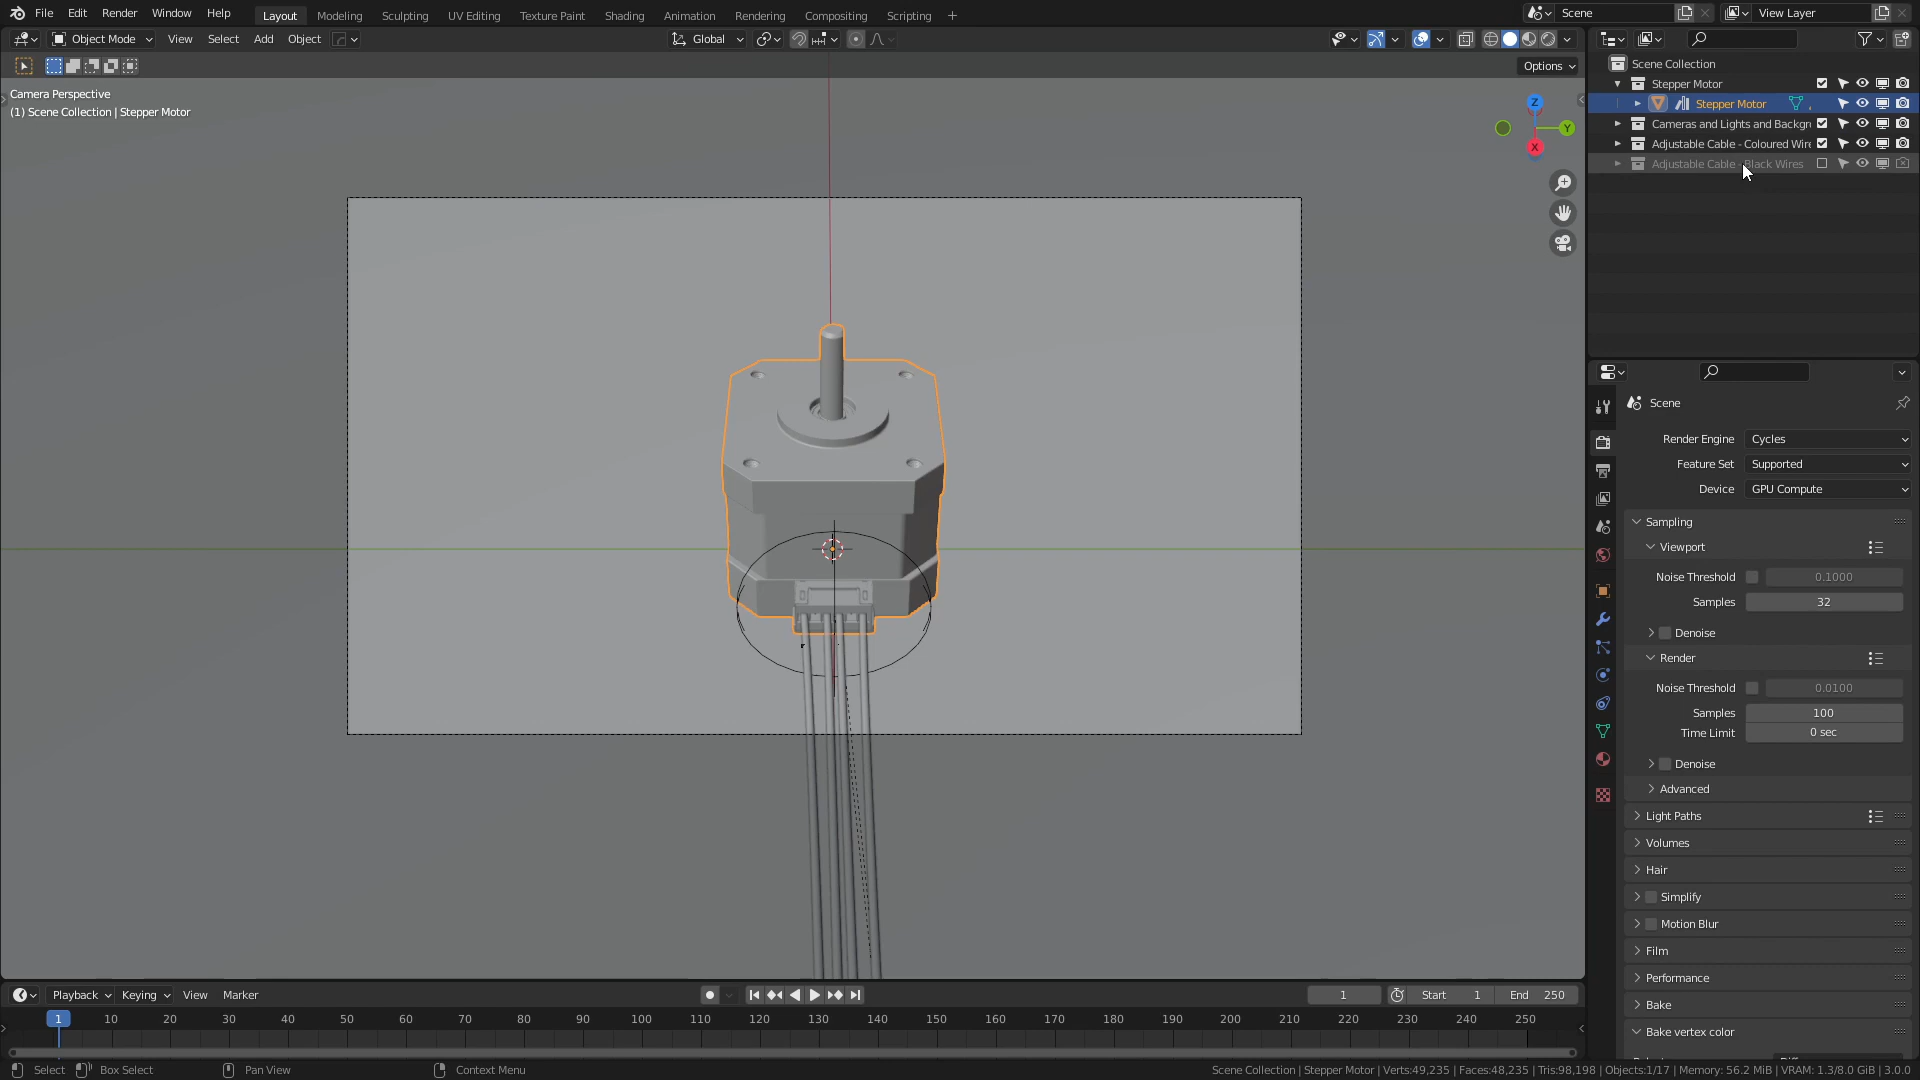 File Edit Render Window Help Layout Modeling Sculpting UV Editing Texture Paint Shading Animation Rendering Compositing Scripting + Scene View Layer
Object Mode View Select Add Object Global
Options
Camera Perspective
(1) Scene Collection | Stepper Motor
Z
Y
X
Scene Collection
Stepper Motor
Stepper Motor
Cameras and Lights and Backgr
Adjustable Cable - Coloured Wire
Adjustable Cable - Black Wires
Scene
Render Engine Cycles
Feature Set Supported
Device GPU Compute
Sampling
Viewport
Noise Threshold 0.1000
Samples 32
Denoise
Render
Noise Threshold 0.0100
Samples 100
Time Limit 0 sec
Denoise
Advanced
Light Paths
Volumes
Hair
Simplify
Motion Blur
Film
Performance
Bake
Bake vertex color
Playback Keying View Marker 1 Start 1 End 250
1 10 20 30 40 50 60 70 80 90 100 110 120 130 140 150 160 170 180 190 200 210 220 230 240 250
Select Box Select Pan View Context Menu Scene Collection | Stepper Motor | Verts:49,235 | Faces:48,235 | Tris:98,198 | Objects:1/17 | Memory: 56.2 MiB | VRAM: 1.3/8.0 GiB | 3.0.0